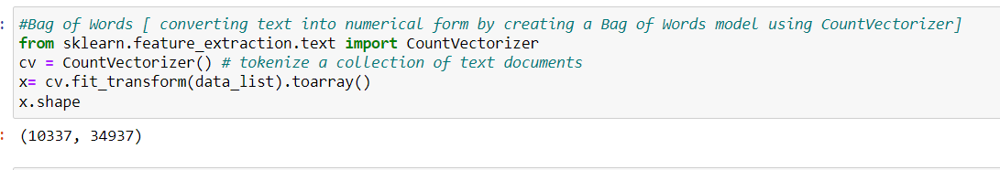 : #Bag of Words [ converting text into numerical form by creating a Bag of Words model using CountVectorizer]
from sklearn.feature_extraction.text import CountVectorizer
cv = CountVectorizer() # tokenize a collection of text documents
x= cv.fit_transform(data_list).toarray()
x.shape
: (10337, 34937)